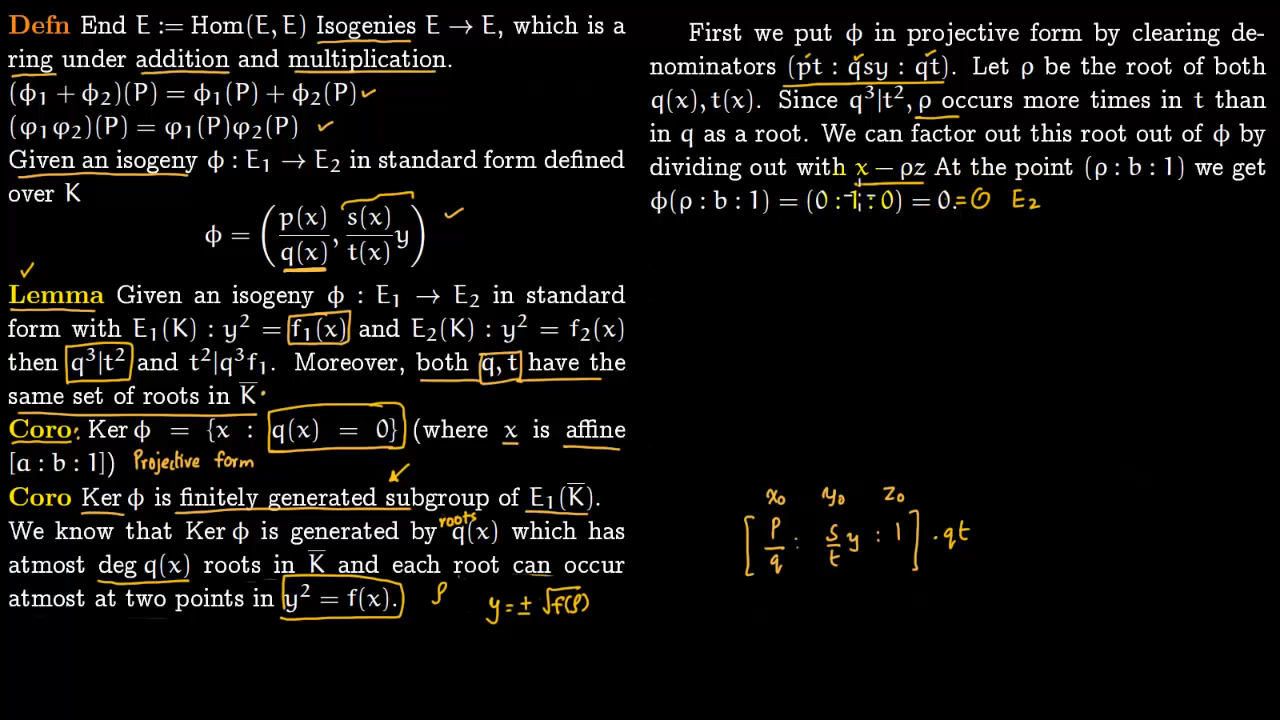 Defn End E := Hom(E, E) Isogenies E → E, which is a
ring under addition and multiplication.
(ϕ₁ + ϕ₂)(P) = ϕ₁(P) + ϕ₂(P)
(φ₁φ₂)(P) = φ₁(P)φ₂(P)
Given an isogeny ϕ : E₁ → E₂ in standard form defined
over K
ϕ = ( p(x)/q(x), s(x)/t(x) y )
Lemma Given an isogeny ϕ : E₁ → E₂ in standard
form with E₁(K) : y² = f₁(x) and E₂(K) : y² = f₂(x)
then q³|t² and t²|q³f₁. Moreover, both q, t have the
same set of roots in K̅.
Coro: Ker ϕ = {x : q(x) = 0} (where x is affine
[a : b : 1]) Projective form
Coro Ker ϕ is finitely generated subgroup of E₁(K̅).
We know that Ker ϕ is generated by roots q(x) which has
atmost deg q(x) roots in K̅ and each root can occur
atmost at two points in y² = f(x). ρ y = ± √f(ρ)
First we put ϕ in projective form by clearing de-
nominators (pt : qsy : qt). Let ρ be the root of both
q(x), t(x). Since q³|t², ρ occurs more times in t than
in q as a root. We can factor out this root out of ϕ by
dividing out with x − ρz At the point (ρ : b : 1) we get
ϕ(ρ : b : 1) = (0 : 1 : 0) = 0. = O E₂
x₀ y₀ z₀
[ p/q : s/t y : 1 ] · qt